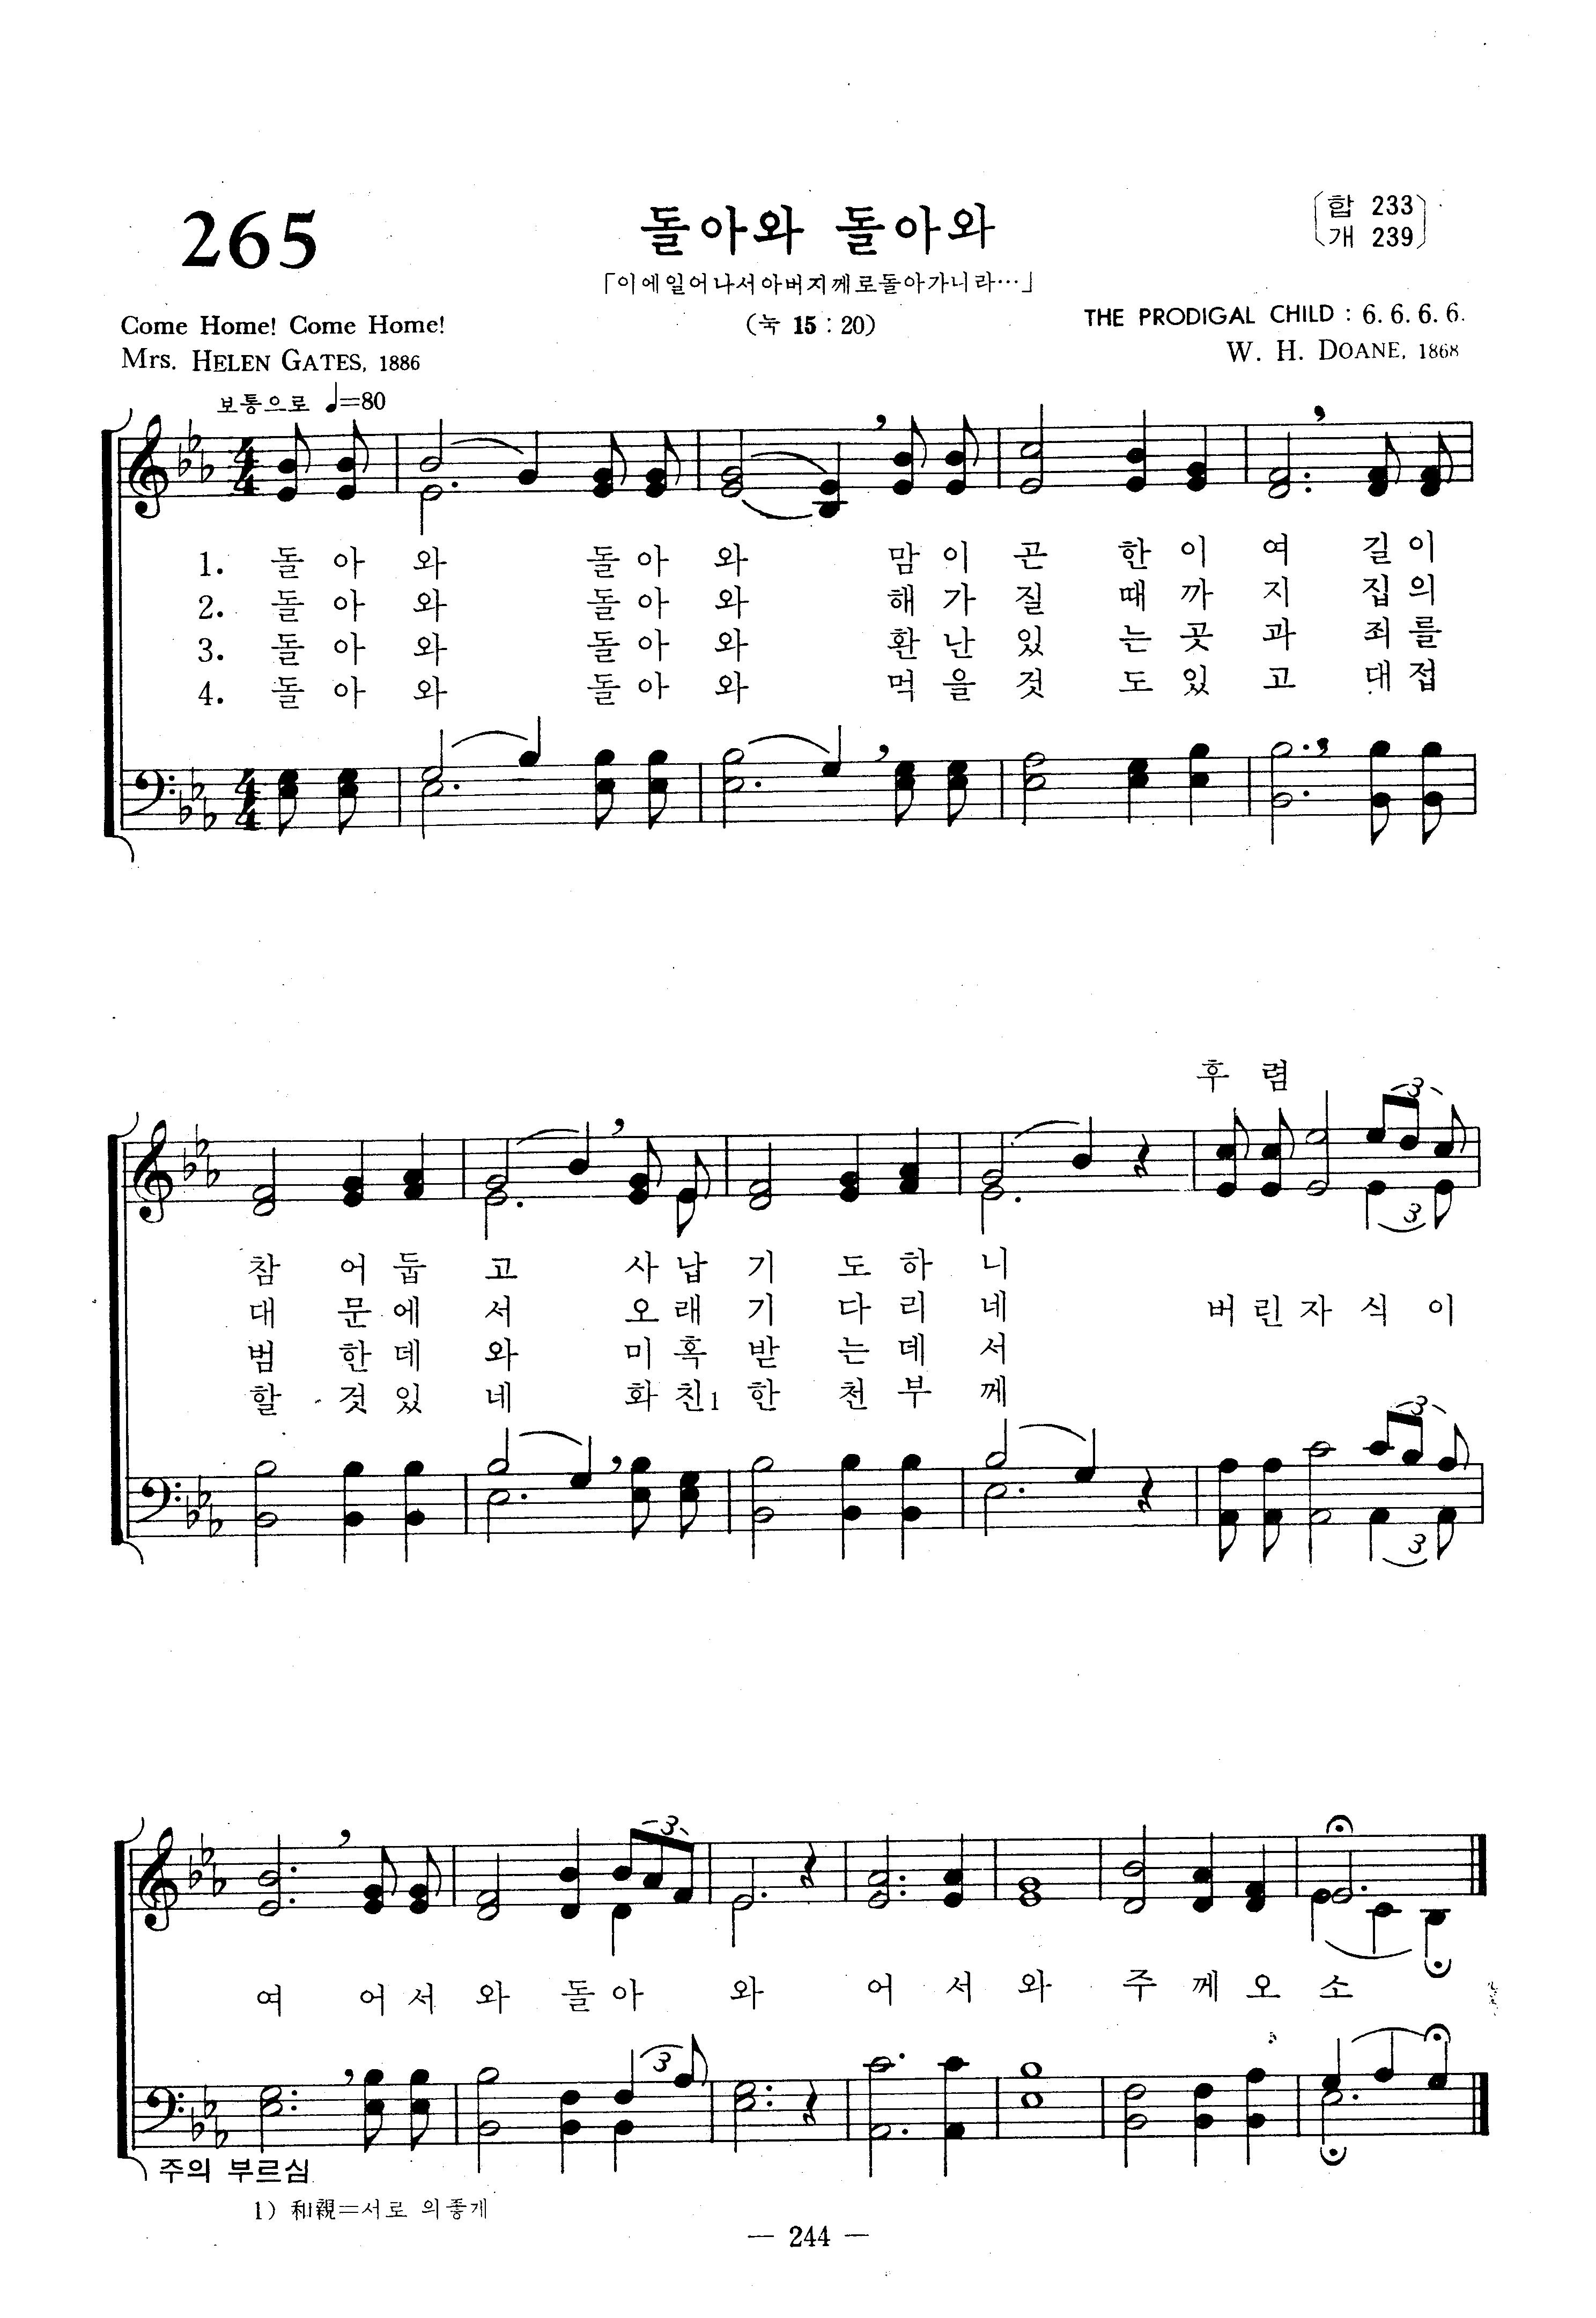 265
돌아와 돌아와
〔합 233
개 239〕
「이에일어나서아버지께로돌아가니라…」
Come Home! Come Home!
(눅 15 : 20)
THE PRODIGAL CHILD : 6. 6. 6. 6.
Mrs. HELEN GATES, 1886
W. H. DOANE, 1868
보통으로 ♩=80
1. 돌 아 와 돌 아 와 맘 이 곤 한 이 여 길 이
2. 돌 아 와 돌 아 와 해 가 질 때 까 지 집 의
3. 돌 아 와 돌 아 와 환 난 있 는 곳 과 죄 를
4. 돌 아 와 돌 아 와 먹 을 것 도 있 고 대 접
후 렴
3
3
참 어 둡 고 사 납 기 도 하 니
대 문 에 서 오 래 기 다 리 네 버 린 자 식 이
범 한 데 와 미 혹 받 는 데 서
할 것 있 네 화 친1 한 천 부 께
3
3
3
여 어 서 와 돌 아 와 어 서 와 주 께 오 소
3
주의 부르심
1) 和親=서로 의좋게
— 244 —